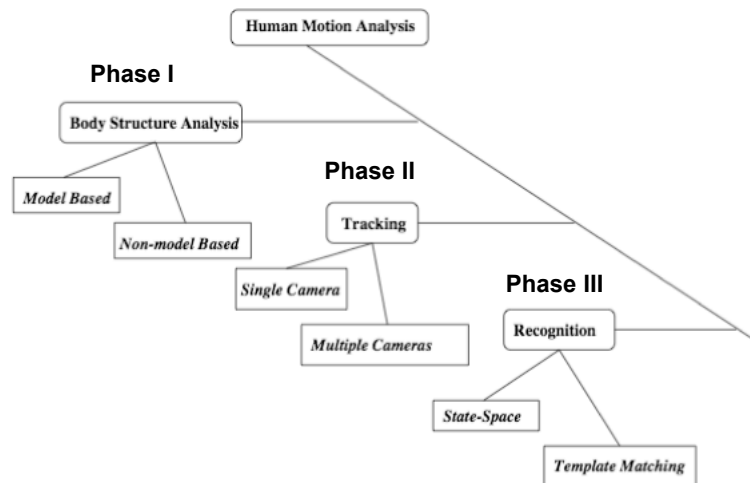 Human Motion Analysis
Phase I
Body Structure Analysis
Model Based
Non-model Based
Phase II
Tracking
Single Camera
Multiple Cameras
Phase III
Recognition
State-Space
Template Matching